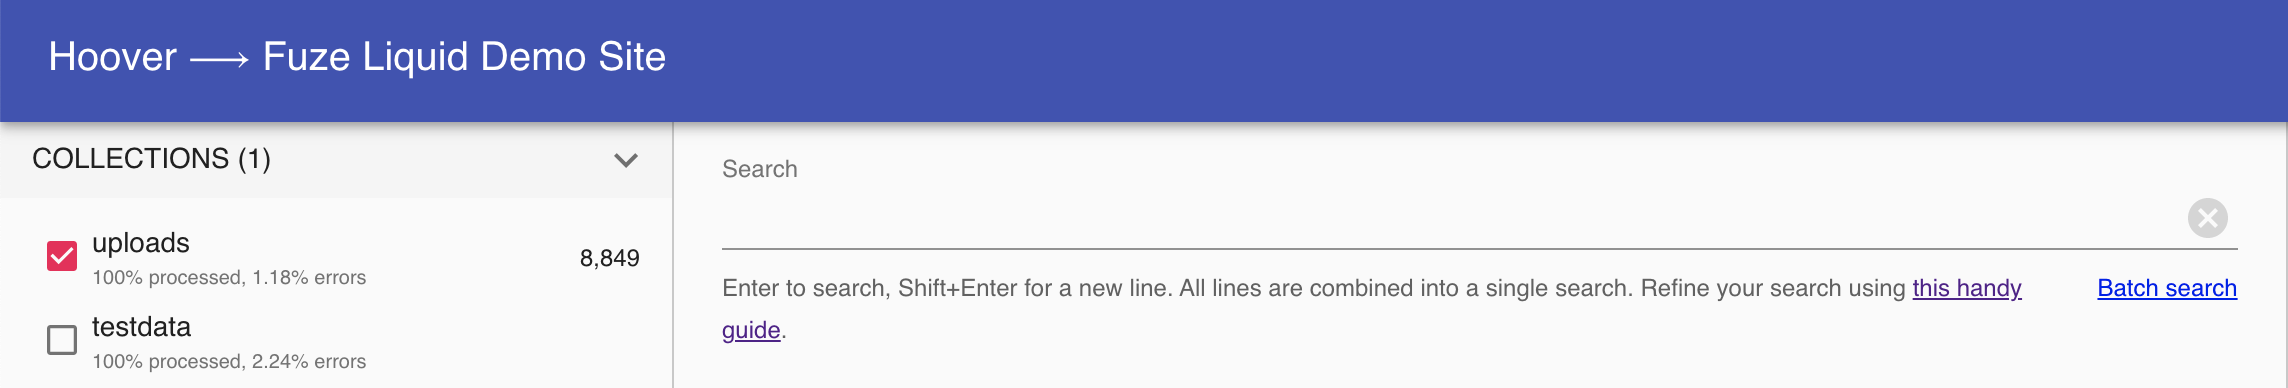 Hoover ⟶ Fuze Liquid Demo Site
COLLECTIONS (1)
uploads
8,849
100% processed, 1.18% errors
testdata
100% processed, 2.24% errors
Search
Enter to search, Shift+Enter for a new line. All lines are combined into a single search. Refine your search using this handy
guide.
Batch search